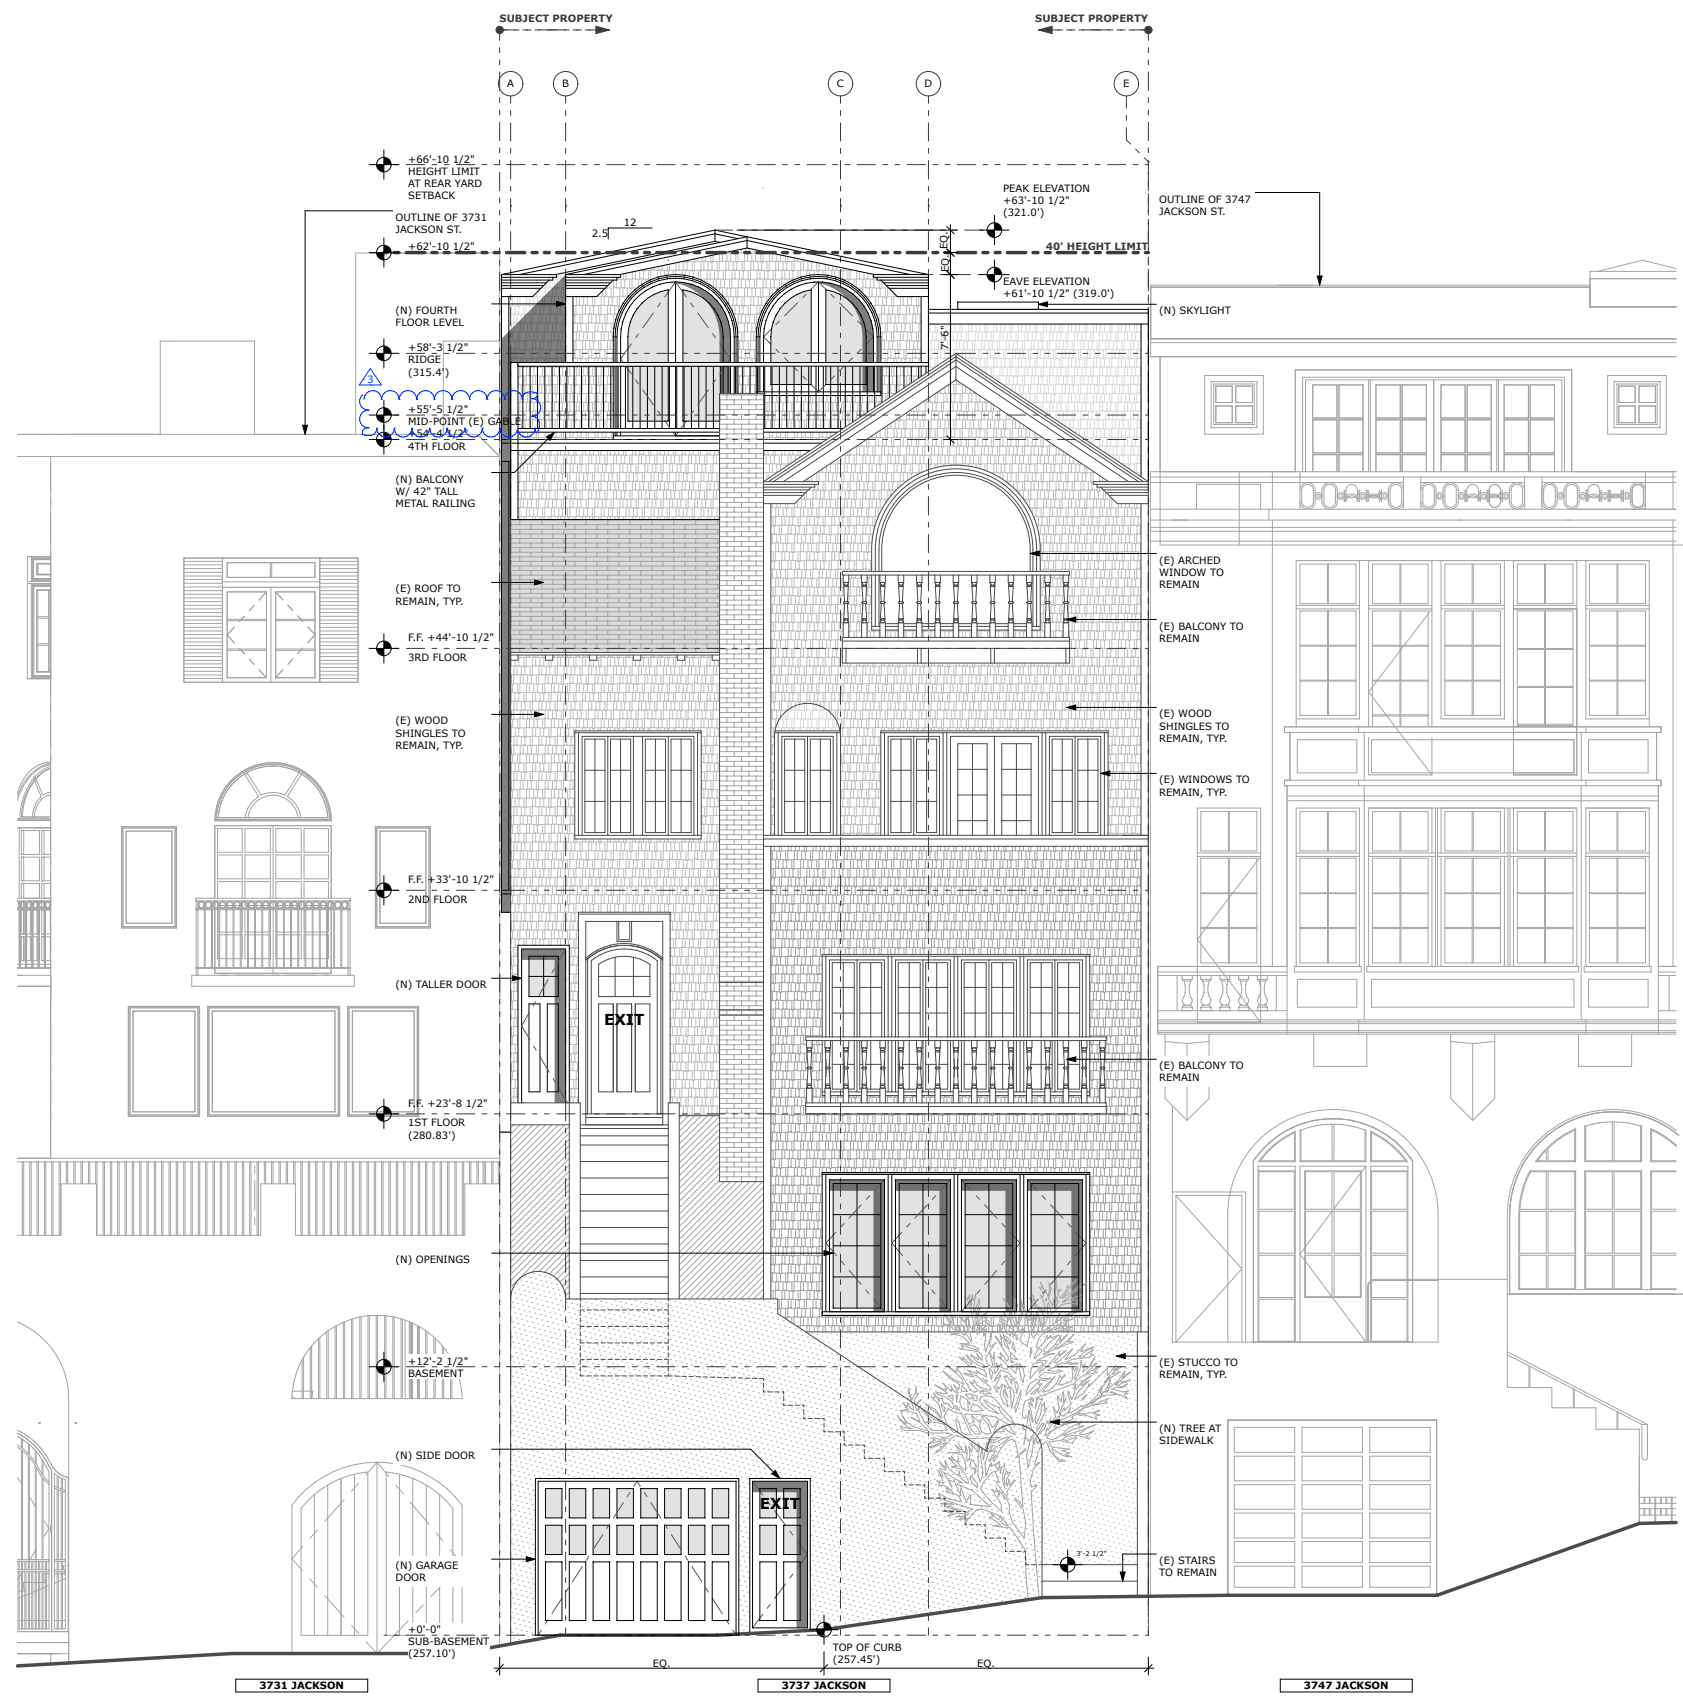 SUBJECT PROPERTY
SUBJECT PROPERTY
A
B
C
D
E
+66'-10 1/2"
HEIGHT LIMIT
AT REAR YARD
SETBACK
OUTLINE OF 3731
JACKSON ST.
+62'-10 1/2"
12
2.5
PEAK ELEVATION
+63'-10 1/2"
(321.0')
OUTLINE OF 3747
JACKSON ST.
EQ.
40' HEIGHT LIMIT
EQ.
EAVE ELEVATION
+61'-10 1/2" (319.0')
(N) FOURTH
FLOOR LEVEL
(N) SKYLIGHT
7'-6"
+58'-3 1/2"
RIDGE
(315.4')
3
+55'-5 1/2"
MID-POINT (E) GABLE
+54'-4 1/2"
4TH FLOOR
(N) BALCONY
W/ 42" TALL
METAL RAILING
(E) ARCHED
WINDOW TO
REMAIN
(E) ROOF TO
REMAIN, TYP.
(E) BALCONY TO
REMAIN
F.F. +44'-10 1/2"
3RD FLOOR
(E) WOOD
SHINGLES TO
REMAIN, TYP.
(E) WOOD
SHINGLES TO
REMAIN, TYP.
(E) WINDOWS TO
REMAIN, TYP.
F.F. +33'-10 1/2"
2ND FLOOR
(N) TALLER DOOR
EXIT
(E) BALCONY TO
REMAIN
F.F. +23'-8 1/2"
1ST FLOOR
(280.83')
(N) OPENINGS
+12'-2 1/2"
BASEMENT
(E) STUCCO TO
REMAIN, TYP.
(N) TREE AT
SIDEWALK
(N) SIDE DOOR
EXIT
(N) GARAGE
DOOR
3'-2 1/2"
(E) STAIRS
TO REMAIN
+0'-0"
SUB-BASEMENT
(257.10')
TOP OF CURB
(257.45')
EQ.
EQ.
3731 JACKSON
3737 JACKSON
3747 JACKSON